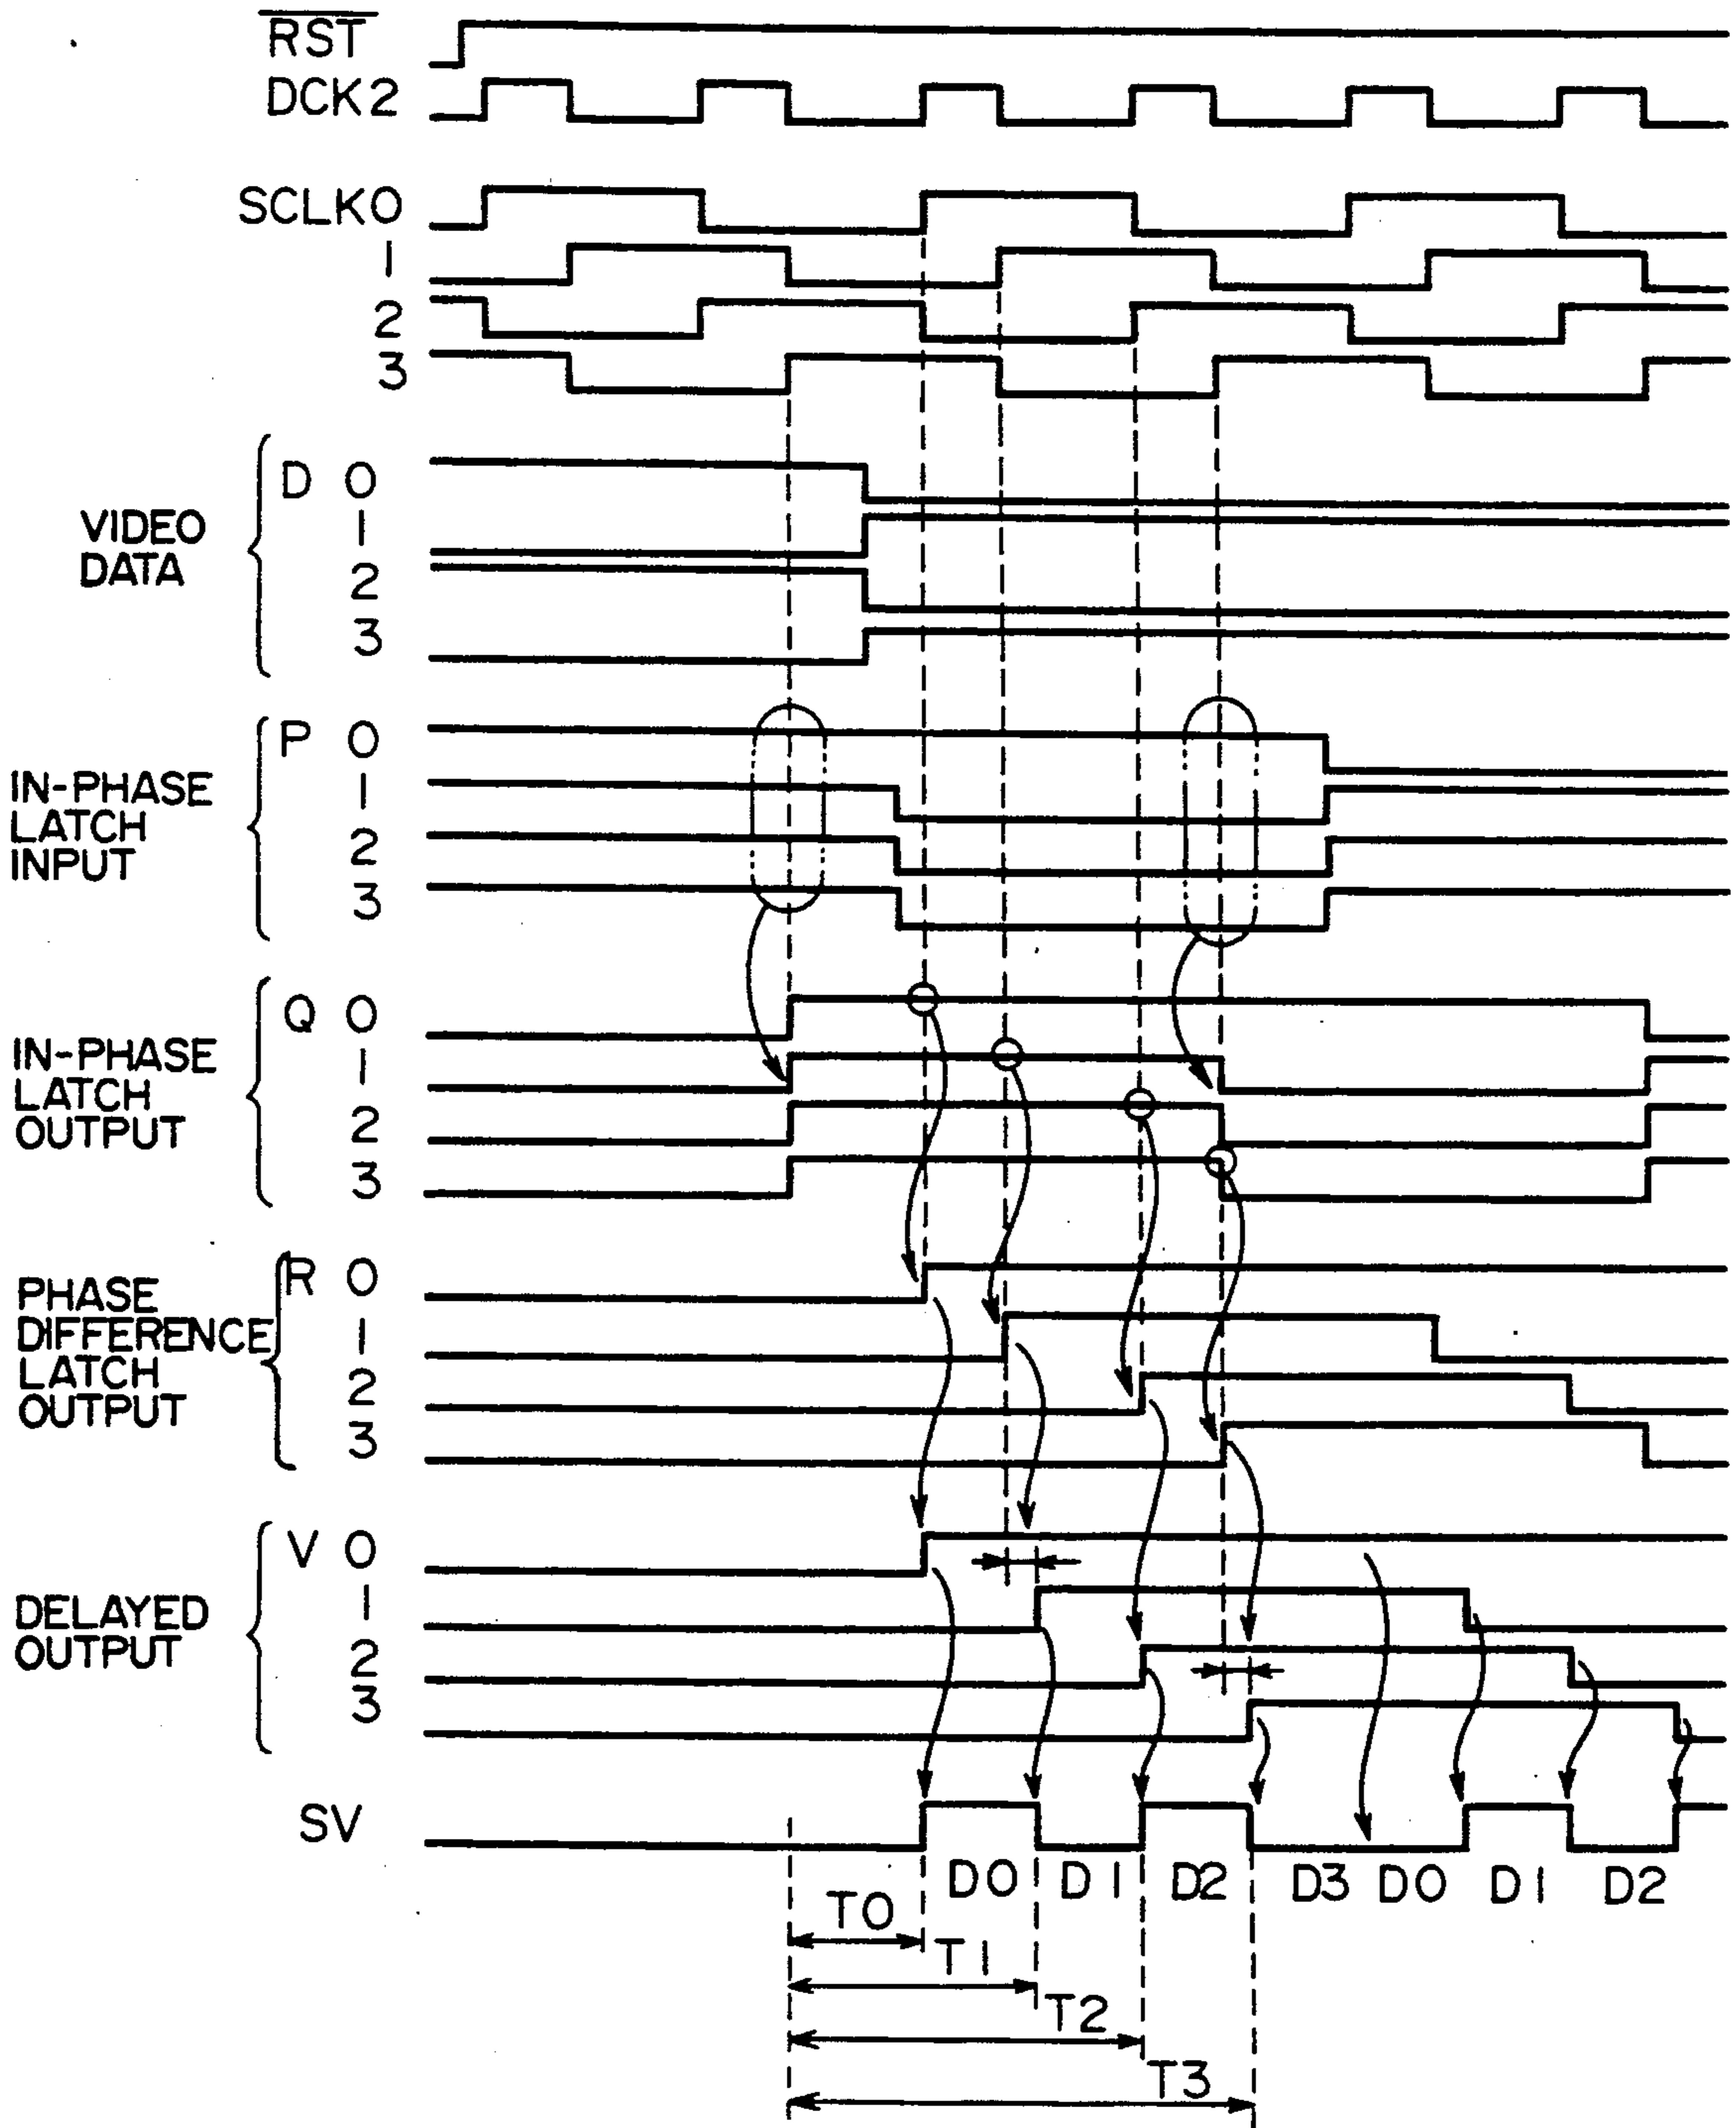 RST
DCK2
SCLK0
1
2
3
VIDEO
DATA
D 0
1
2
3
IN-PHASE
LATCH
INPUT
P 0
1
2
3
IN-PHASE
LATCH
OUTPUT
Q 0
1
2
3
PHASE
DIFFERENCE
LATCH
OUTPUT
R 0
1
2
3
DELAYED
OUTPUT
V 0
1
2
3
SV
D0 D1 D2 D3 D0 D1 D2
T0
T1
T2
T3